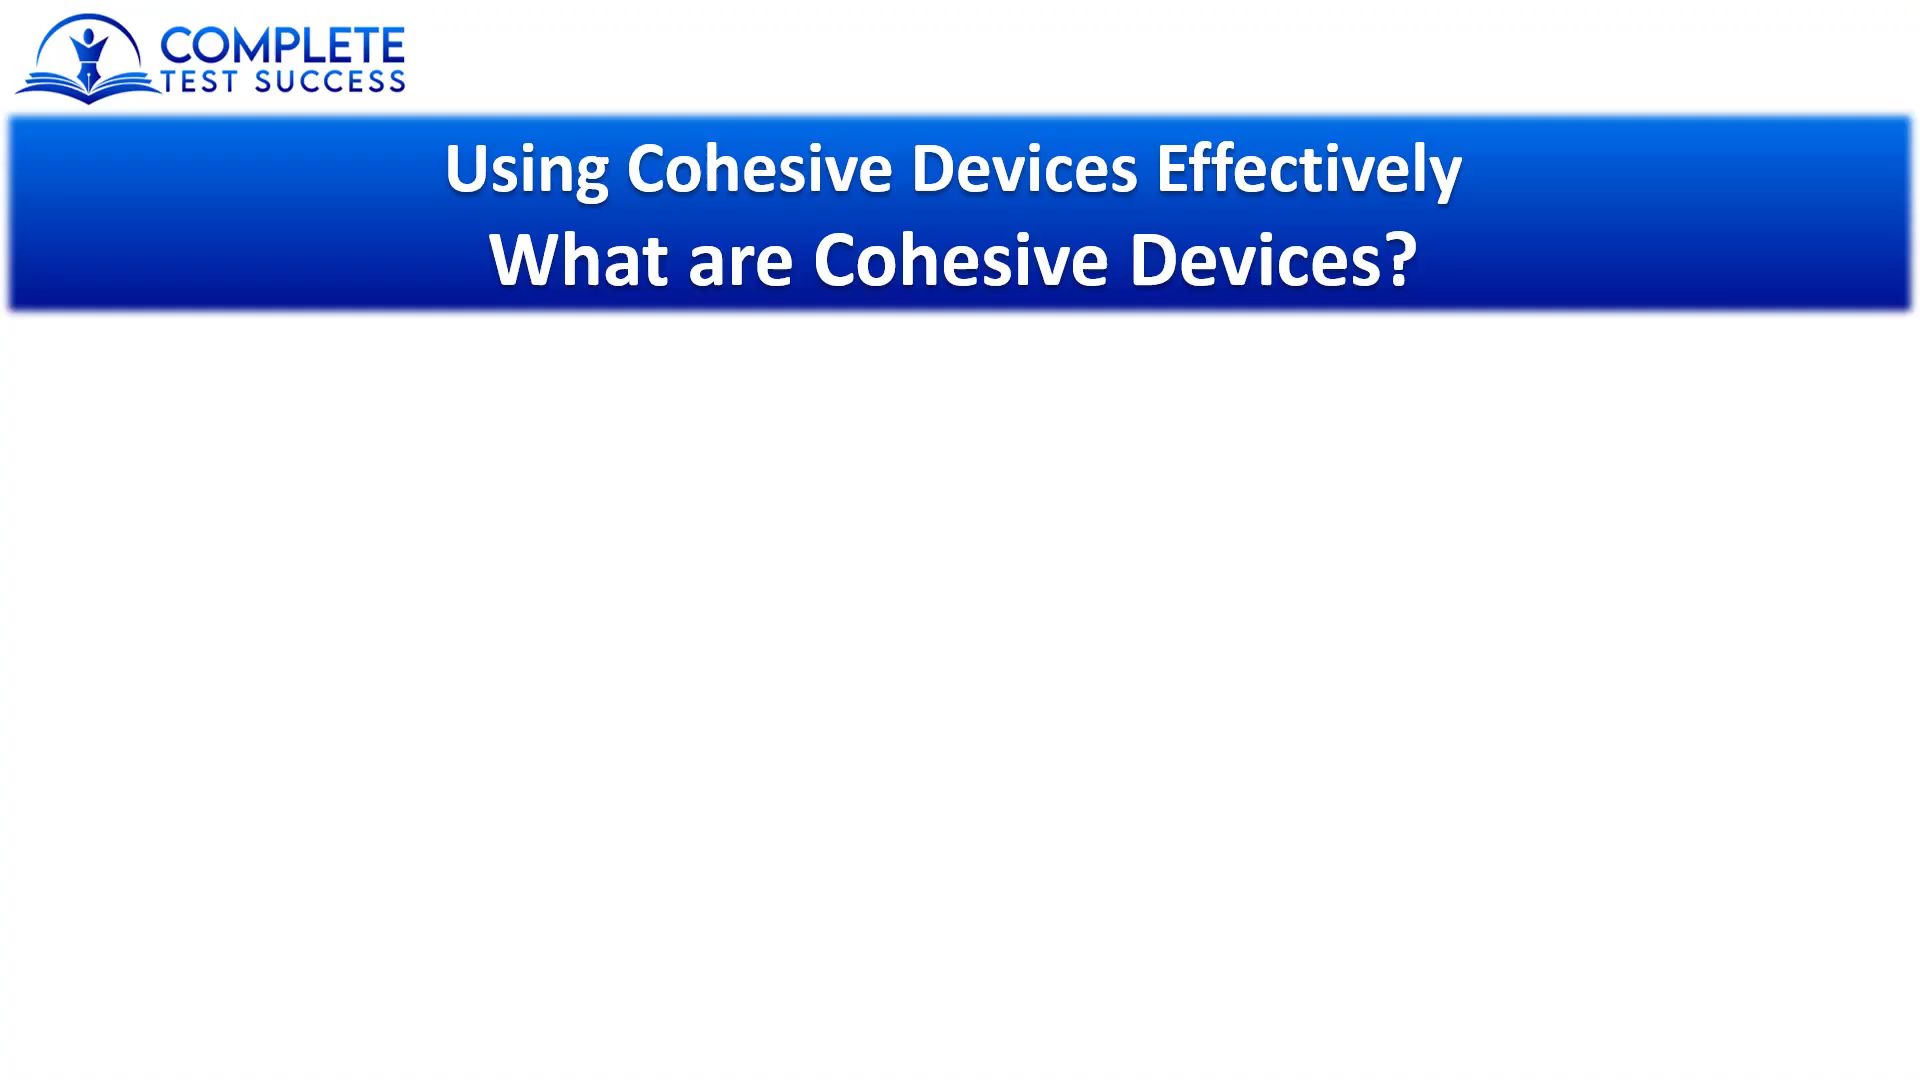 COMPLETE
TEST SUCCESS
Using Cohesive Devices Effectively
What are Cohesive Devices?